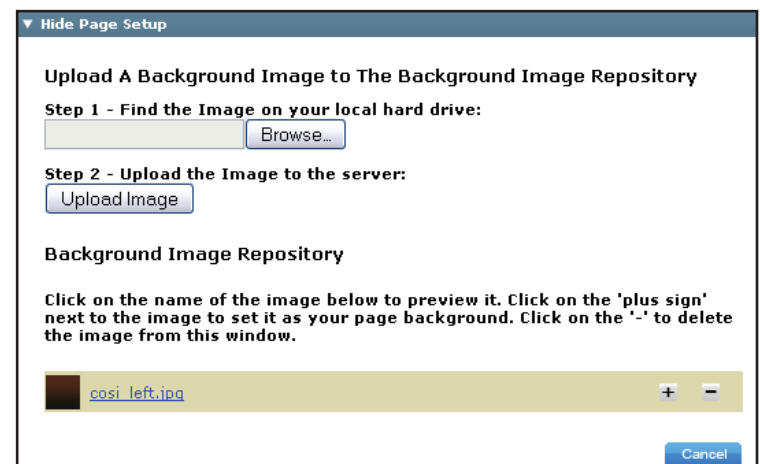 ▼ Hide Page Setup
Upload A Background Image to The Background Image Repository
Step 1 - Find the Image on your local hard drive:
Browse...
Step 2 - Upload the Image to the server:
Upload Image
Background Image Repository
Click on the name of the image below to preview it. Click on the 'plus sign'
next to the image to set it as your page background. Click on the '-' to delete
the image from this window.
cosi_left.jpg + -
Cancel